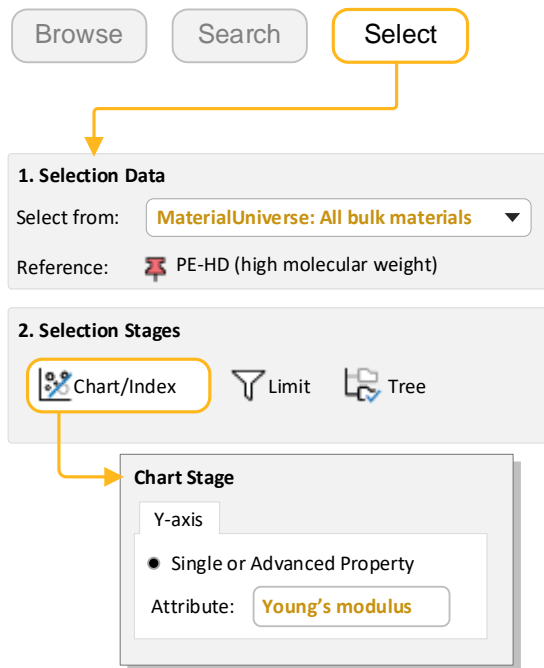 Browse Search Select
1. Selection Data
Select from: MaterialUniverse: All bulk materials
Reference: PE-HD (high molecular weight)
2. Selection Stages
Chart/Index Limit Tree
Chart Stage
Y-axis
Single or Advanced Property
Attribute: Young’s modulus